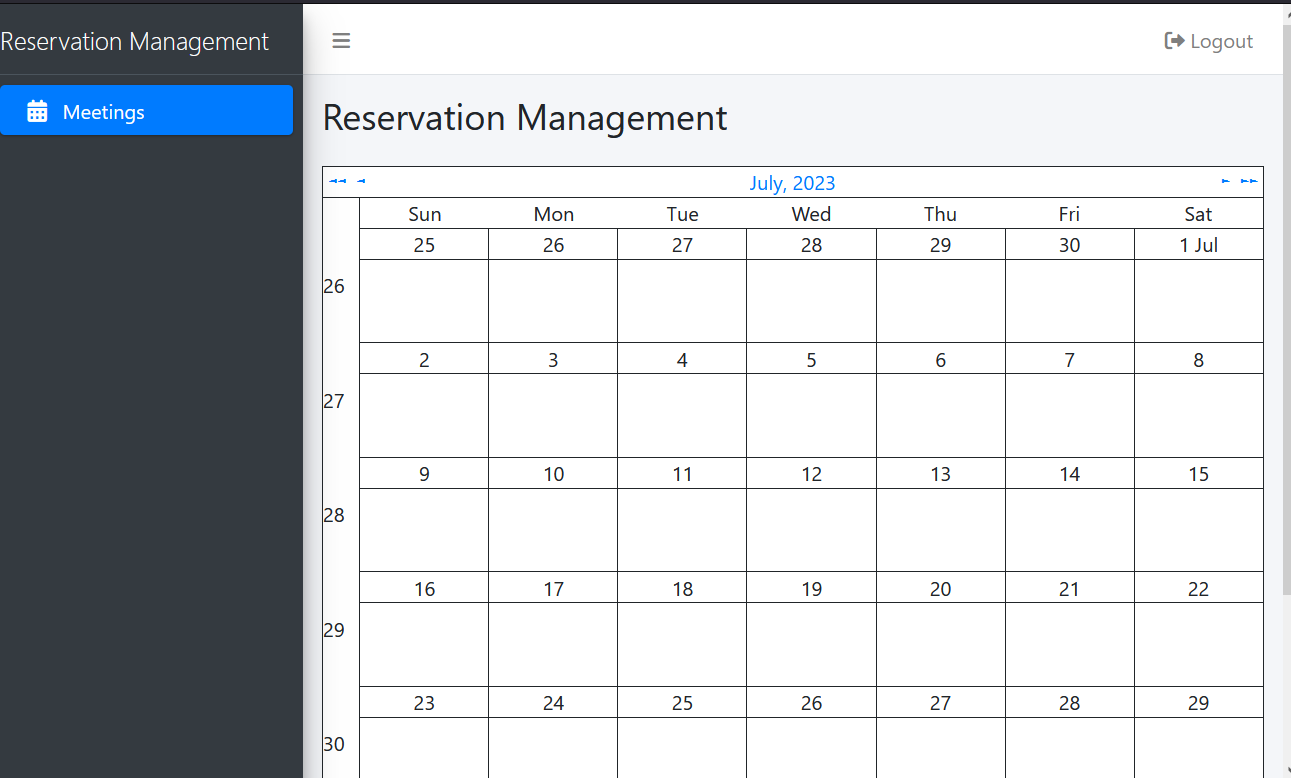 Reservation Management
Logout
Meetings
Reservation Management
July, 2023
Sun Mon Tue Wed Thu Fri Sat
25 26 27 28 29 30 1 Jul
26
2 3 4 5 6 7 8
27
9 10 11 12 13 14 15
28
16 17 18 19 20 21 22
29
23 24 25 26 27 28 29
30